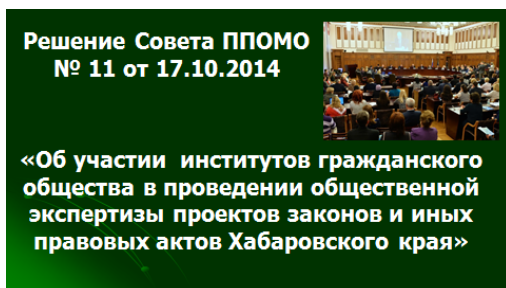 Решение Совета ППОМО
№ 11 от 17.10.2014
«Об участии институтов гражданского
общества в проведении общественной
экспертизы проектов законов и иных
правовых актов Хабаровского края»